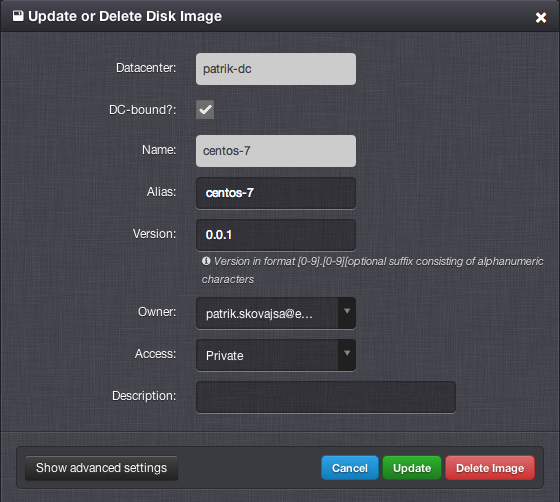 Update or Delete Disk Image
Datacenter: patrik-dc
DC-bound?:
Name: centos-7
Alias: centos-7
Version: 0.0.1
Version in format [0-9].[0-9][optional suffix consisting of alphanumeric
characters
Owner: patrik.skovajsa@e...
Access: Private
Description:
Show advanced settings Cancel Update Delete Image